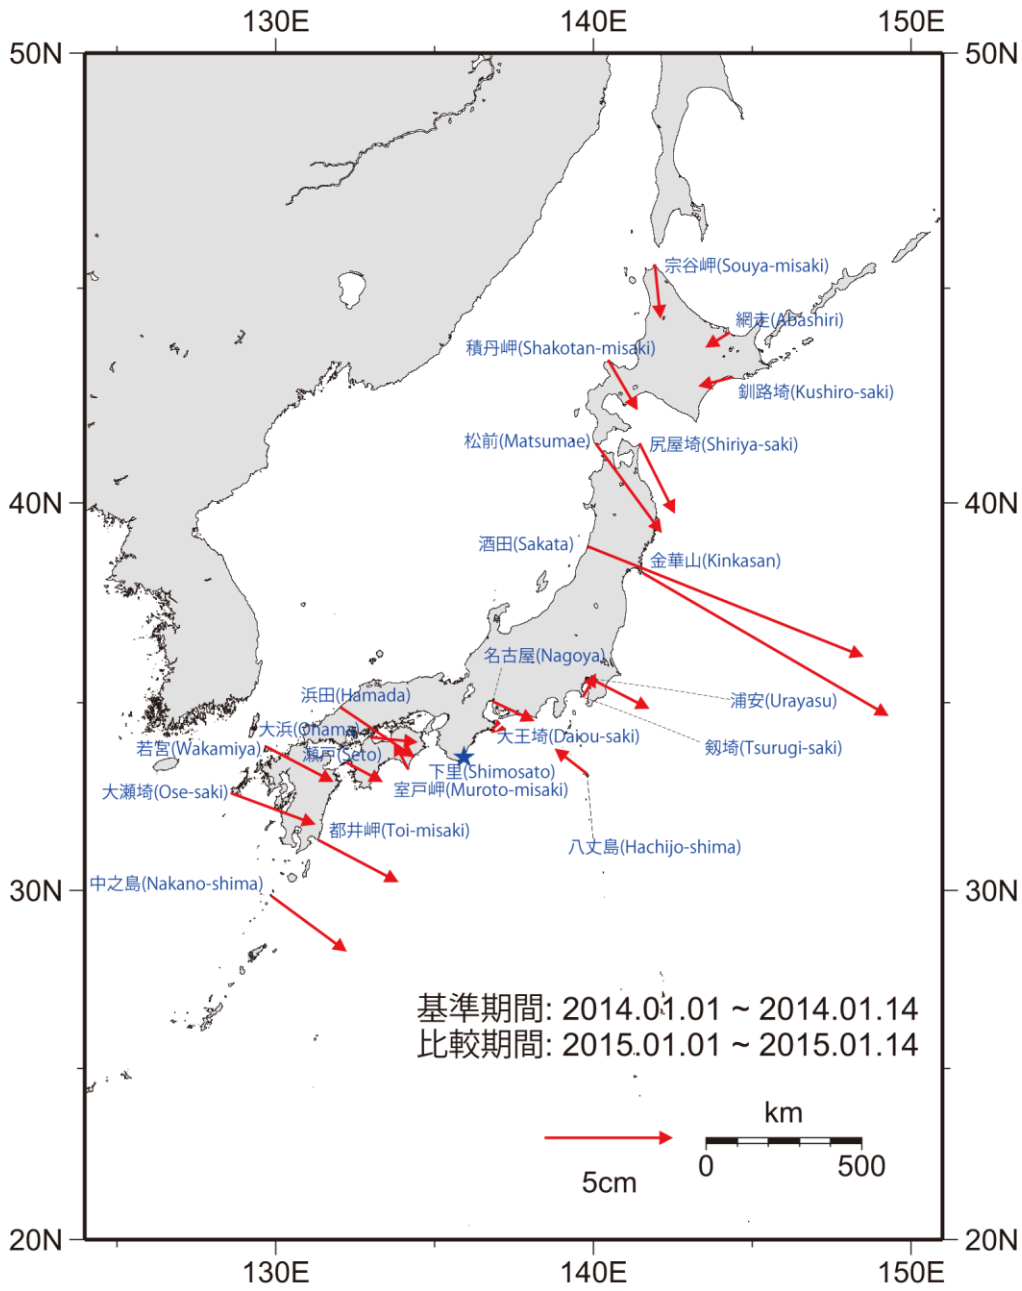 130E
140E
150E
50N
50N
宗谷岬(Souya-misaki)
網走(Abashiri)
積丹岬(Shakotan-misaki)
釧路埼(Kushiro-saki)
松前(Matsumae)
尻屋埼(Shiriya-saki)
40N
40N
酒田(Sakata)
金華山(Kinkasan)
名古屋(Nagoya)
浜田(Hamada)
浦安(Urayasu)
大浜(Ohama)
大王埼(Daiou-saki)
若宮(Wakamiya)
剱埼(Tsurugi-saki)
瀬戸(Seto)
下里(Shimosato)
大瀬埼(Ose-saki)
室戸岬(Muroto-misaki)
都井岬(Toi-misaki)
八丈島(Hachijo-shima)
中之島(Nakano-shima)
30N
30N
基準期間: 2014.01.01 ~ 2014.01.14
比較期間: 2015.01.01 ~ 2015.01.14
km
0
500
5cm
20N
20N
130E
140E
150E